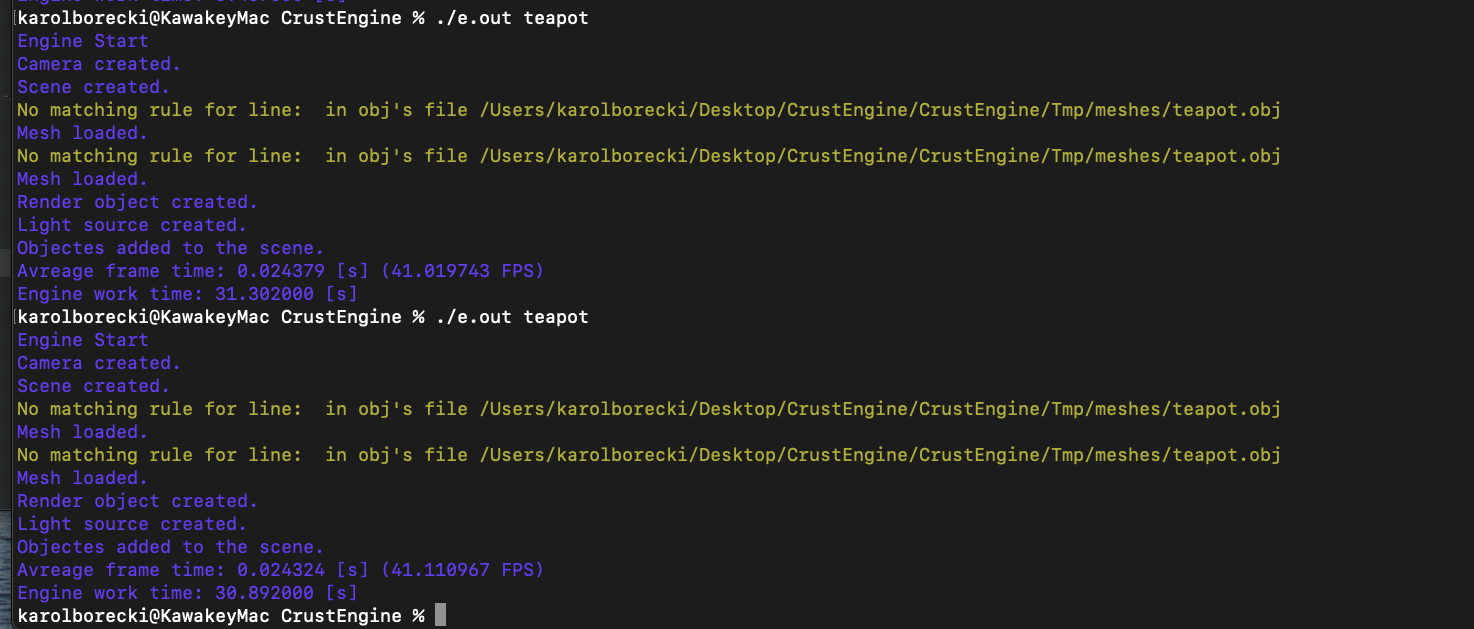 karolborecki@KawakeyMac CrustEngine % ./e.out teapot
Engine Start
Camera created.
Scene created.
No matching rule for line:  in obj's file /Users/karolborecki/Desktop/CrustEngine/CrustEngine/Tmp/meshes/teapot.obj
Mesh loaded.
No matching rule for line:  in obj's file /Users/karolborecki/Desktop/CrustEngine/CrustEngine/Tmp/meshes/teapot.obj
Mesh loaded.
Render object created.
Light source created.
Objectes added to the scene.
Avreage frame time: 0.024379 [s] (41.019743 FPS)
Engine work time: 31.302000 [s]
karolborecki@KawakeyMac CrustEngine % ./e.out teapot
Engine Start
Camera created.
Scene created.
No matching rule for line:  in obj's file /Users/karolborecki/Desktop/CrustEngine/CrustEngine/Tmp/meshes/teapot.obj
Mesh loaded.
No matching rule for line:  in obj's file /Users/karolborecki/Desktop/CrustEngine/CrustEngine/Tmp/meshes/teapot.obj
Mesh loaded.
Render object created.
Light source created.
Objectes added to the scene.
Avreage frame time: 0.024324 [s] (41.110967 FPS)
Engine work time: 30.892000 [s]
karolborecki@KawakeyMac CrustEngine %